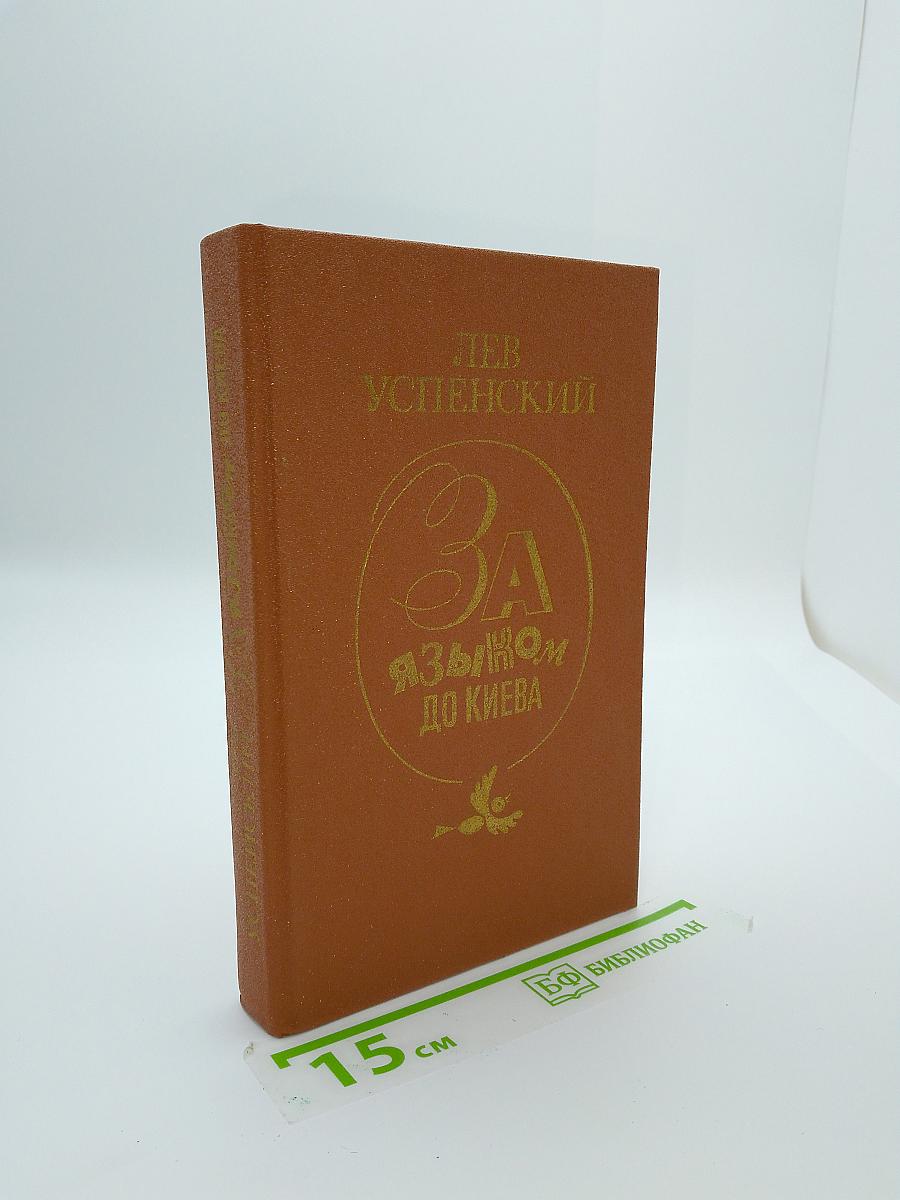 ЛЕВ
УСПЕНСКИЙ
ЗА
ЯЗЫКОМ
ДО КИЕВА
15 см
БФ БИБЛИОФАН